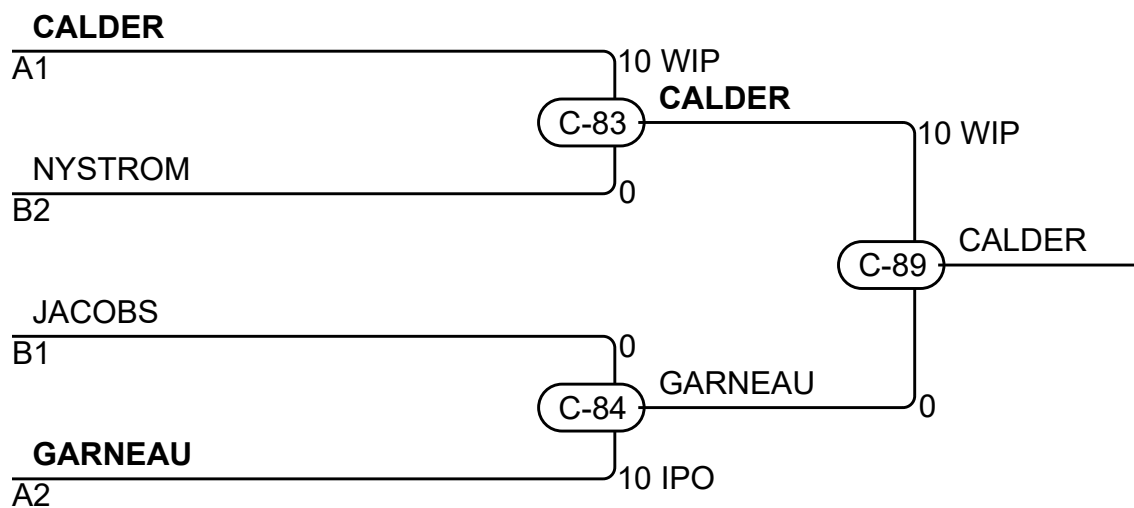 CALDER
A1
10 WIP
CALDER
C-83
10 WIP
NYSTROM
B2
0
CALDER
C-89
JACOBS
B1
0
GARNEAU
C-84
0
GARNEAU
A2
10 IPO